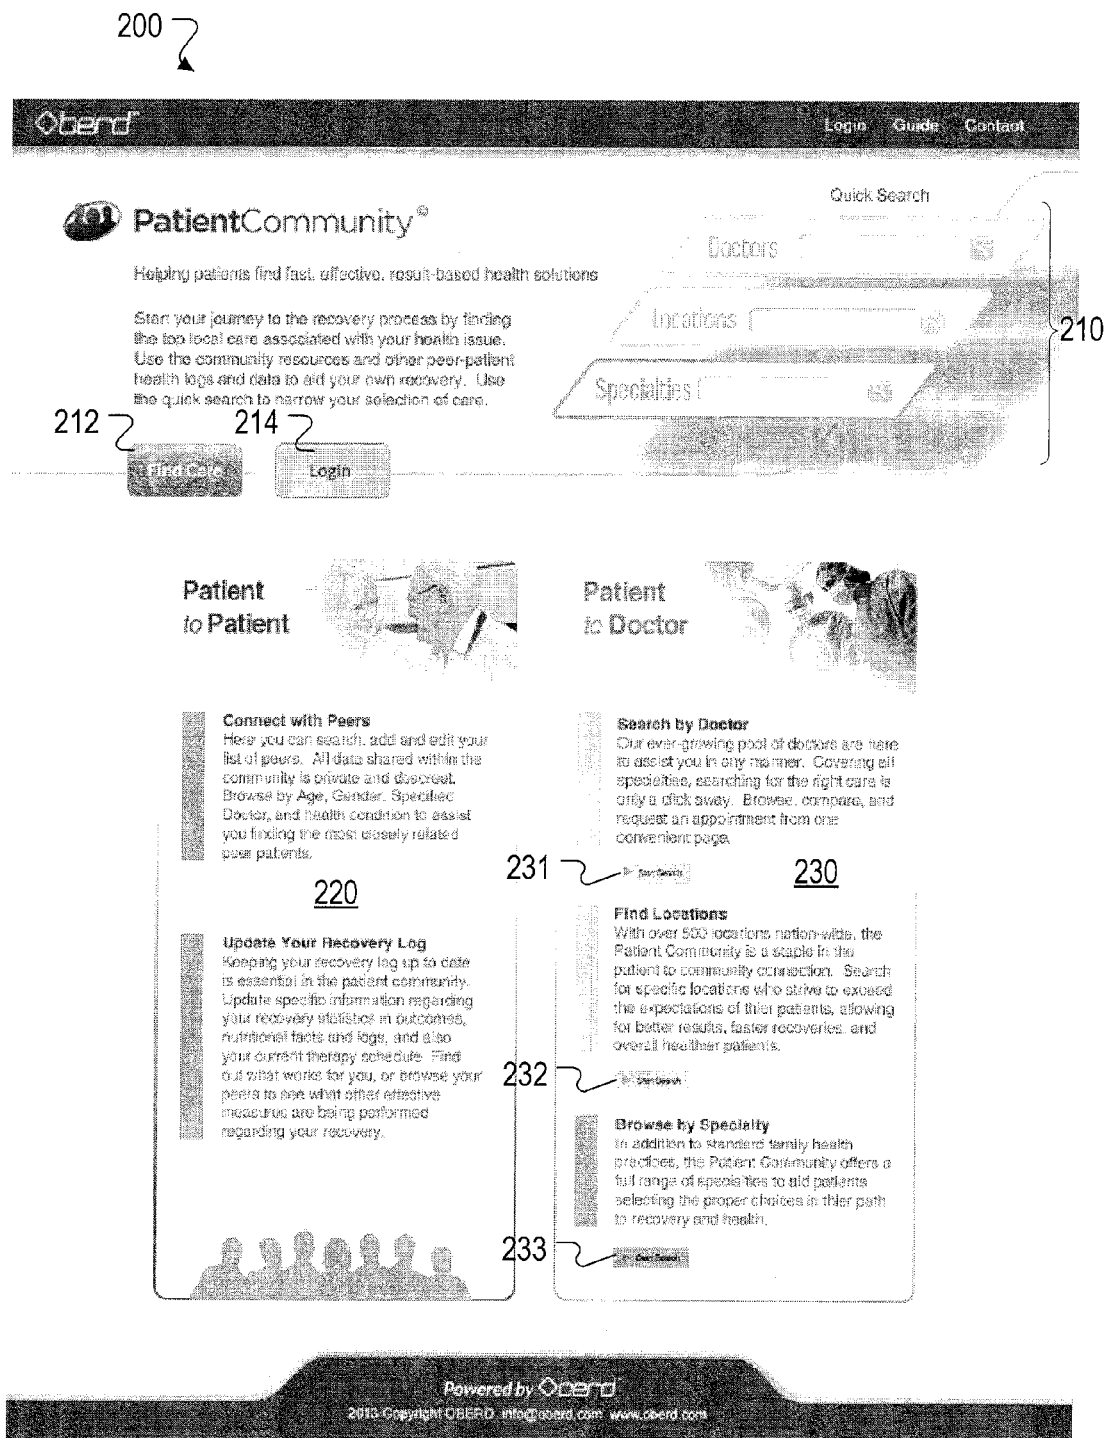 200
Oberd™
Login Guide Contact
Quick Search
PatientCommunity©
Doctors
Helping patients find fast, effective, result-based health solutions
Locations
210
Start your journey to the recovery process by finding
the top local care associated with your health issue.
Use the community resources and other peer-patient
health logs and data to aid your own recovery. Use
the quick search to narrow your selection of care.
Specialties
212
214
Find Care
Login
Patient
to Patient
Patient
to Doctor
Connect with Peers
Here you can search, add and edit your
list of peers. All data shared within the
community is private and descreet.
Browse by Age, Gender, Specified
Doctor, and health condition to assist
you finding the most closely related
peer patients.
220
Update Your Recovery Log
Keeping your recovery log up to date
is essential in the patient community.
Update specific information regarding
your recovery statistics in outcomes,
nutritional facts and logs, and also
your current therapy schedule. Find
out what works for you, or browse your
peers to see what other effective
measures are being performed
regarding your recovery.
Search by Doctor
Our ever-growing pool of doctors are here
to assist you in any manner. Covering all
specialties, searching for the right care is
only a click away. Browse, compare, and
request an appointment from one
convenient page.
231
230
Find Locations
With over 500 locations nation-wide, the
Patient Community is a staple in the
patient to community connection. Search
for specific locations who strive to exceed
the expectations of thier patients, allowing
for better results, faster recoveries, and
overall healthier patients.
232
Start Search
Browse by Specialty
In addition to standard family health
practices, the Patient Community offers a
full range of specialties to aid patients
selecting the proper choices in thier path
to recovery and health.
233
Start Search
Powered by Oberd
2013 Copyright OBERD info@oberd.com www.oberd.com